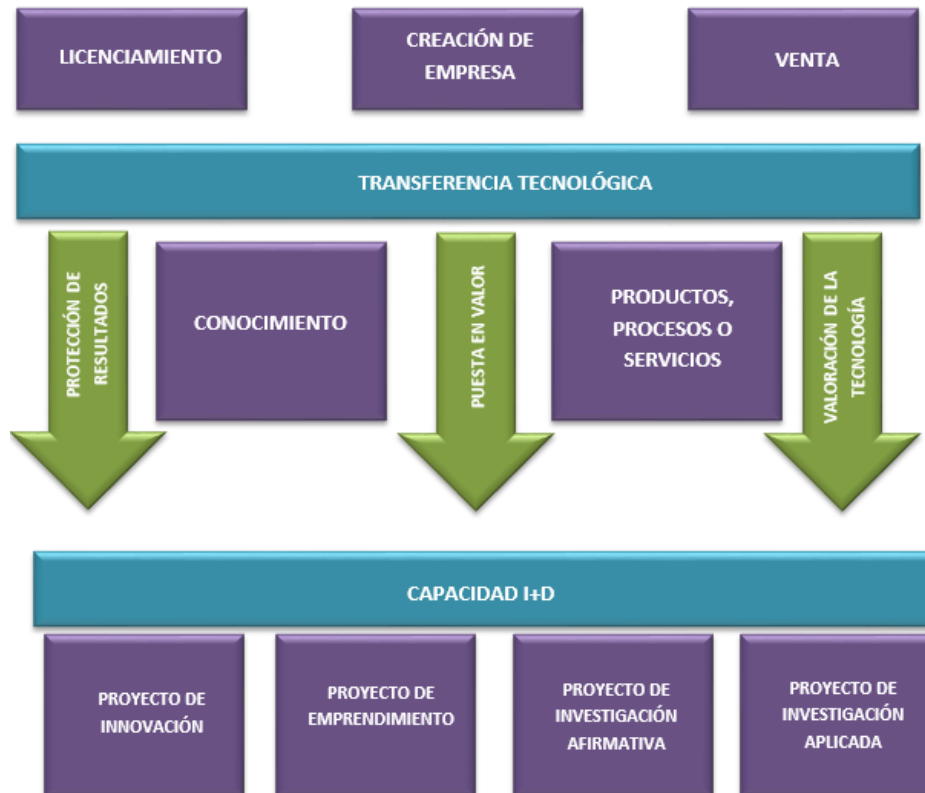 LICENCIAMIENTO
CREACIÓN DE
EMPRESA
VENTA
TRANSFERENCIA TECNOLÓGICA
PROTECCIÓN DE
RESULTADOS
CONOCIMIENTO
PUESTA EN VALOR
PRODUCTOS,
PROCESOS O
SERVICIOS
VALORACIÓN DE LA
TECNOLOGÍA
CAPACIDAD I+D
PROYECTO DE
INNOVACIÓN
PROYECTO DE
EMPRENDIMIENTO
PROYECTO DE
INVESTIGACIÓN
AFIRMATIVA
PROYECTO DE
INVESTIGACIÓN
APLICADA